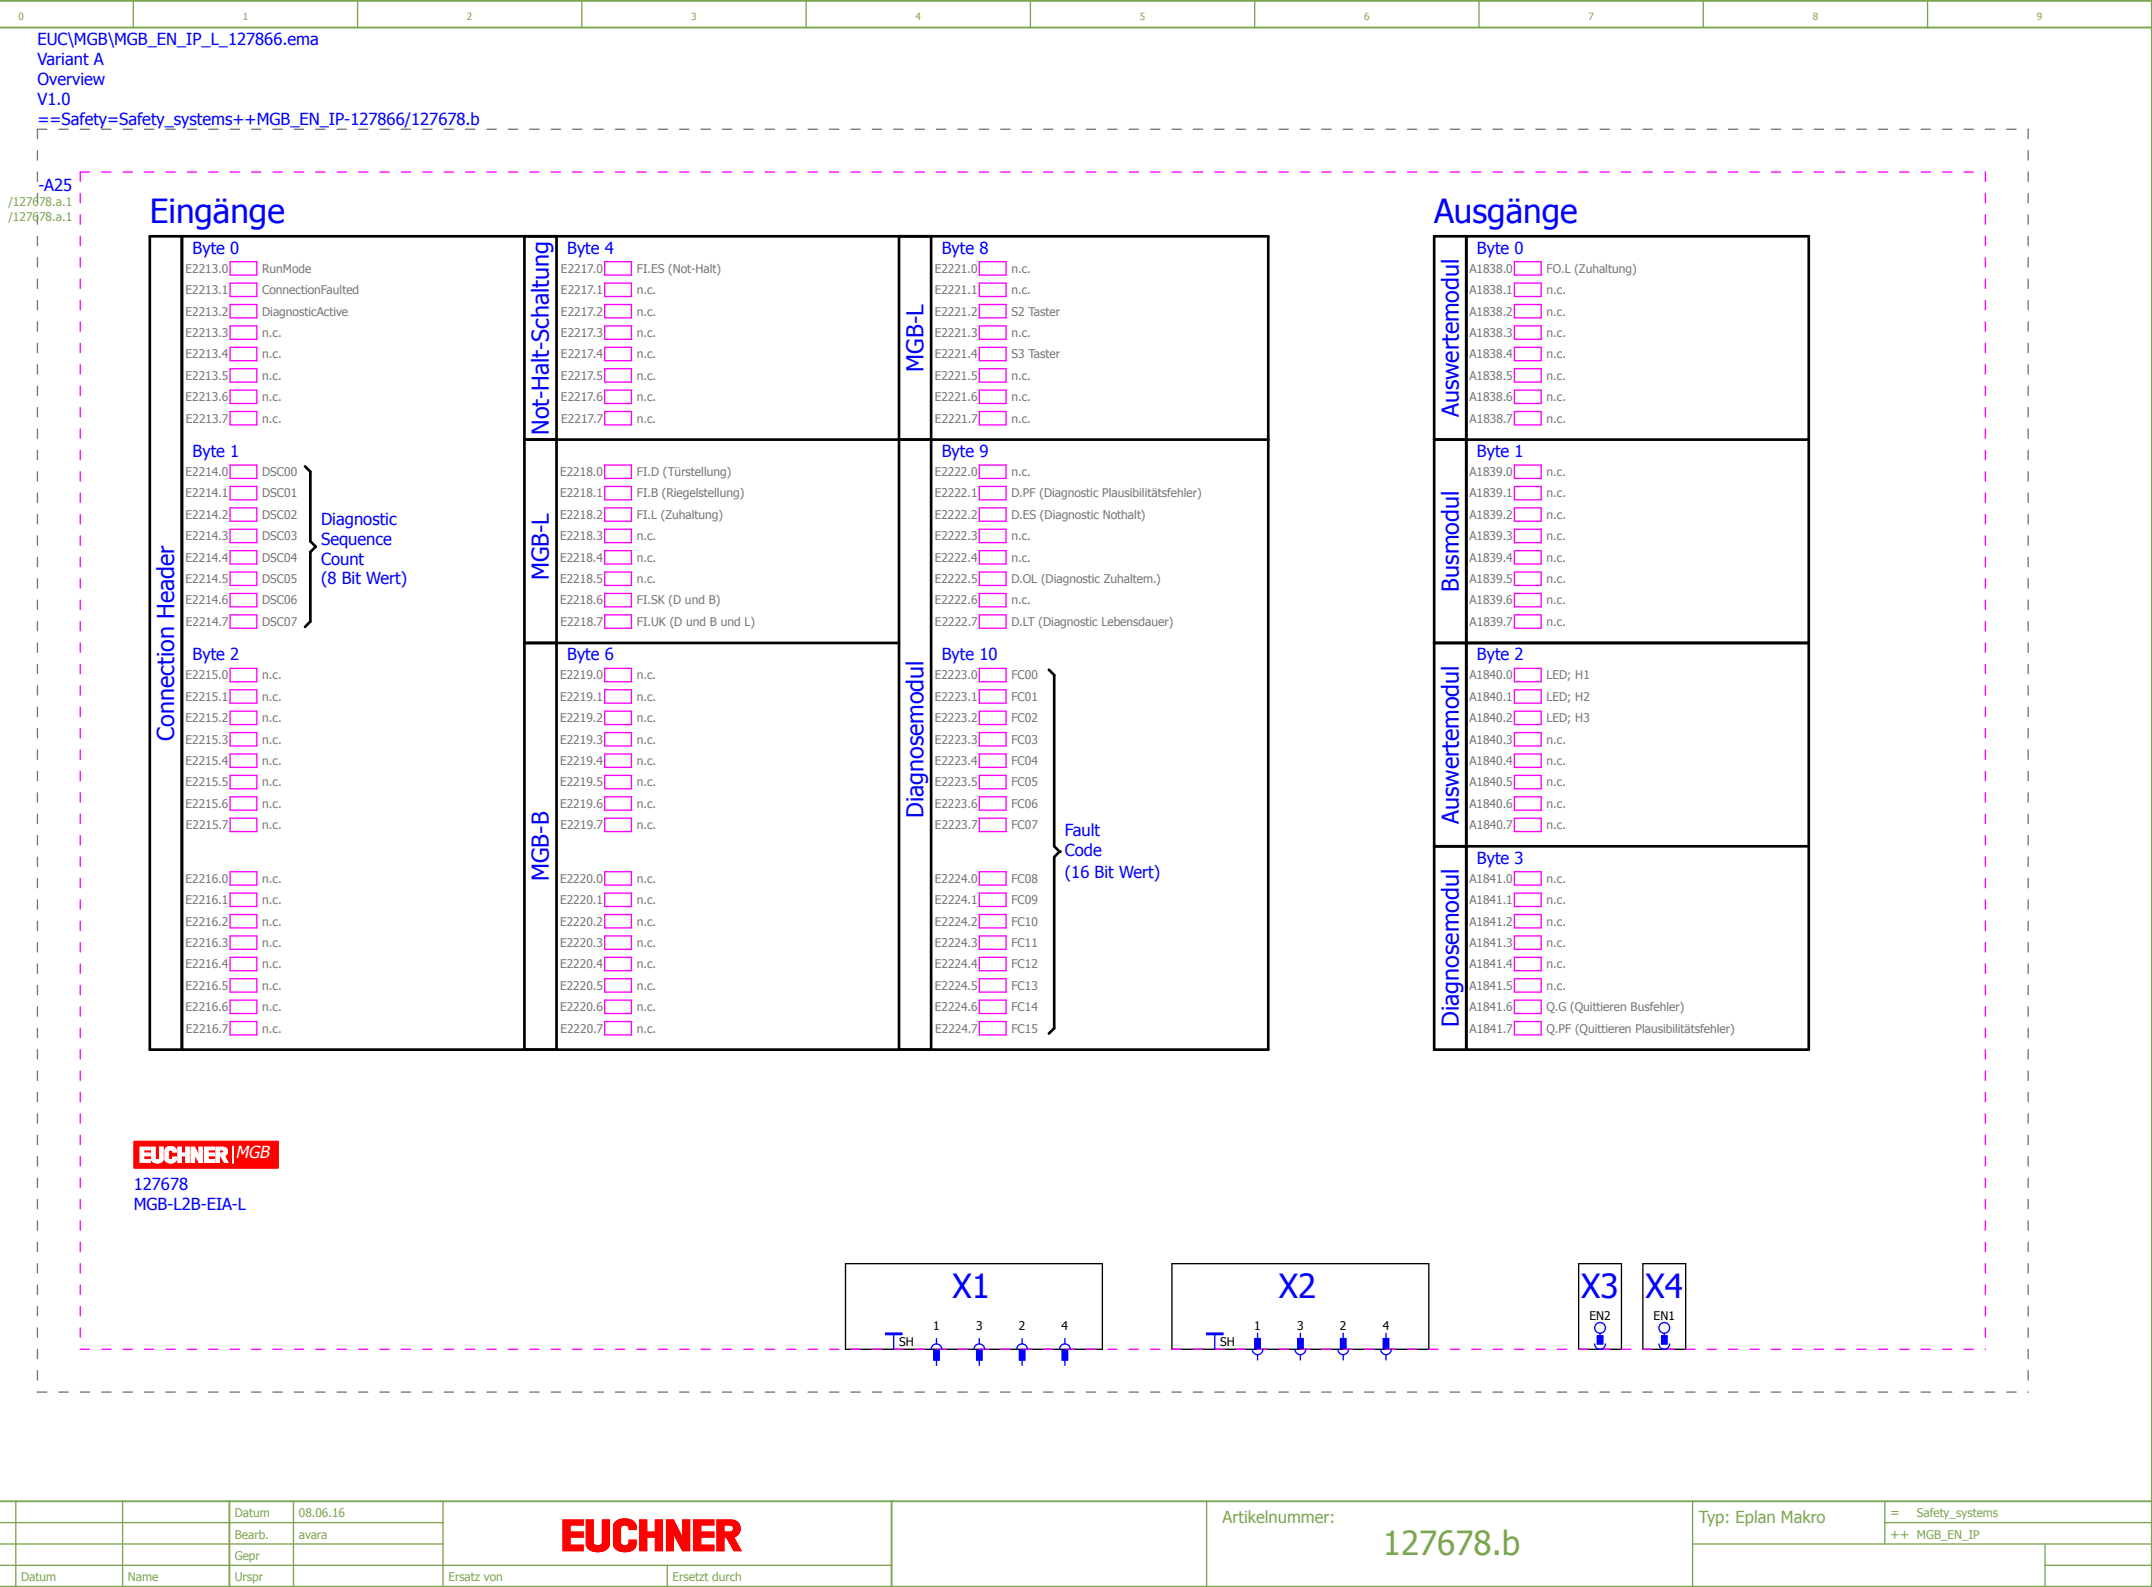 0 1 2 3 4 5 6 7 8 9
EUC\MGB\MGB_EN_IP_L_127866.ema
Variant A
Overview
V1.0
==Safety=Safety_systems++MGB_EN_IP-127866/127678.b
-A25
/127678.a.1
/127678.a.1
Eingänge
Connection Header
Byte 0
E2213.0 RunMode
E2213.1 ConnectionFaulted
E2213.2 DiagnosticActive
E2213.3 n.c.
E2213.4 n.c.
E2213.5 n.c.
E2213.6 n.c.
E2213.7 n.c.
Byte 1
E2214.0 DSC00
E2214.1 DSC01
E2214.2 DSC02
E2214.3 DSC03
E2214.4 DSC04
E2214.5 DSC05
E2214.6 DSC06
E2214.7 DSC07
Diagnostic
Sequence
Count
(8 Bit Wert)
Byte 2
E2215.0 n.c.
E2215.1 n.c.
E2215.2 n.c.
E2215.3 n.c.
E2215.4 n.c.
E2215.5 n.c.
E2215.6 n.c.
E2215.7 n.c.
E2216.0 n.c.
E2216.1 n.c.
E2216.2 n.c.
E2216.3 n.c.
E2216.4 n.c.
E2216.5 n.c.
E2216.6 n.c.
E2216.7 n.c.
Not-Halt-Schaltung
Byte 4
E2217.0 FI.ES (Not-Halt)
E2217.1 n.c.
E2217.2 n.c.
E2217.3 n.c.
E2217.4 n.c.
E2217.5 n.c.
E2217.6 n.c.
E2217.7 n.c.
MGB-L
E2218.0 FI.D (Türstellung)
E2218.1 FI.B (Riegelstellung)
E2218.2 FI.L (Zuhaltung)
E2218.3 n.c.
E2218.4 n.c.
E2218.5 n.c.
E2218.6 FI.SK (D und B)
E2218.7 FI.UK (D und B und L)
MGB-B
Byte 6
E2219.0 n.c.
E2219.1 n.c.
E2219.2 n.c.
E2219.3 n.c.
E2219.4 n.c.
E2219.5 n.c.
E2219.6 n.c.
E2219.7 n.c.
E2220.0 n.c.
E2220.1 n.c.
E2220.2 n.c.
E2220.3 n.c.
E2220.4 n.c.
E2220.5 n.c.
E2220.6 n.c.
E2220.7 n.c.
MGB-L
Byte 8
E2221.0 n.c.
E2221.1 n.c.
E2221.2 S2 Taster
E2221.3 n.c.
E2221.4 S3 Taster
E2221.5 n.c.
E2221.6 n.c.
E2221.7 n.c.
Diagnosemodul
Byte 9
E2222.0 n.c.
E2222.1 D.PF (Diagnostic Plausibilitätsfehler)
E2222.2 D.ES (Diagnostic Nothalt)
E2222.3 n.c.
E2222.4 n.c.
E2222.5 D.OL (Diagnostic Zuhaltem.)
E2222.6 n.c.
E2222.7 D.LT (Diagnostic Lebensdauer)
Byte 10
E2223.0 FC00
E2223.1 FC01
E2223.2 FC02
E2223.3 FC03
E2223.4 FC04
E2223.5 FC05
E2223.6 FC06
E2223.7 FC07
E2224.0 FC08
E2224.1 FC09
E2224.2 FC10
E2224.3 FC11
E2224.4 FC12
E2224.5 FC13
E2224.6 FC14
E2224.7 FC15
Fault
Code
(16 Bit Wert)
Ausgänge
Auswertemodul
Byte 0
A1838.0 FO.L (Zuhaltung)
A1838.1 n.c.
A1838.2 n.c.
A1838.3 n.c.
A1838.4 n.c.
A1838.5 n.c.
A1838.6 n.c.
A1838.7 n.c.
Busmodul
Byte 1
A1839.0 n.c.
A1839.1 n.c.
A1839.2 n.c.
A1839.3 n.c.
A1839.4 n.c.
A1839.5 n.c.
A1839.6 n.c.
A1839.7 n.c.
Auswertemodul
Byte 2
A1840.0 LED; H1
A1840.1 LED; H2
A1840.2 LED; H3
A1840.3 n.c.
A1840.4 n.c.
A1840.5 n.c.
A1840.6 n.c.
A1840.7 n.c.
Diagnosemodul
Byte 3
A1841.0 n.c.
A1841.1 n.c.
A1841.2 n.c.
A1841.3 n.c.
A1841.4 n.c.
A1841.5 n.c.
A1841.6 Q.G (Quittieren Busfehler)
A1841.7 Q.PF (Quittieren Plausibilitätsfehler)
EUCHNER MGB
127678
MGB-L2B-EIA-L
X1
SH 1 3 2 4
X2
SH 1 3 2 4
X3
EN2
X4
EN1
Datum 08.06.16
Bearb. avara
Gepr
Datum Name Urspr
EUCHNER
Ersatz von Ersetzt durch
Artikelnummer:
127678.b
Typ: Eplan Makro
= Safety_systems
++ MGB_EN_IP